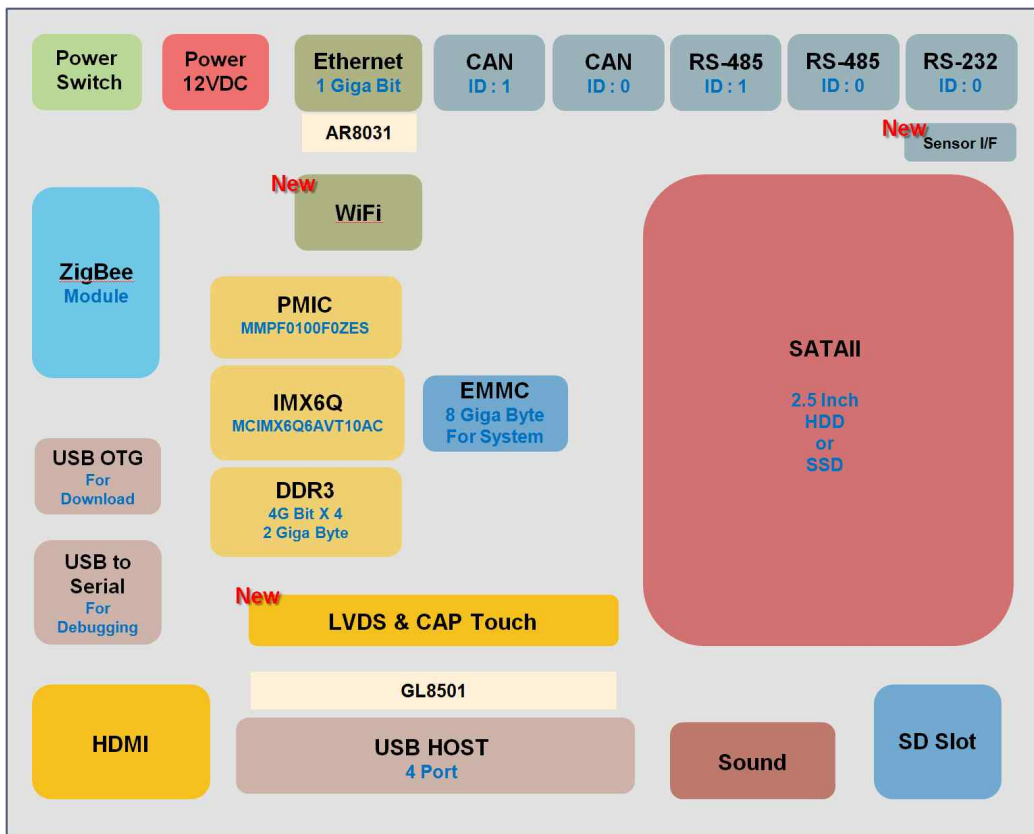 Power
Switch
Power
12VDC
Ethernet
1 Giga Bit
AR8031
CAN
ID : 1
CAN
ID : 0
RS-485
ID : 1
RS-485
ID : 0
RS-232
ID : 0
New
Sensor I/F
New
WiFi
ZigBee
Module
PMIC
MMPF0100F0ZES
IMX6Q
MCIMX6Q6AVT10AC
EMMC
8 Giga Byte
For System
SATAII
2.5 Inch
HDD
or
SSD
USB OTG
For
Download
DDR3
4G Bit X 4
2 Giga Byte
USB to
Serial
For
Debugging
New
LVDS & CAP Touch
GL8501
HDMI
USB HOST
4 Port
Sound
SD Slot